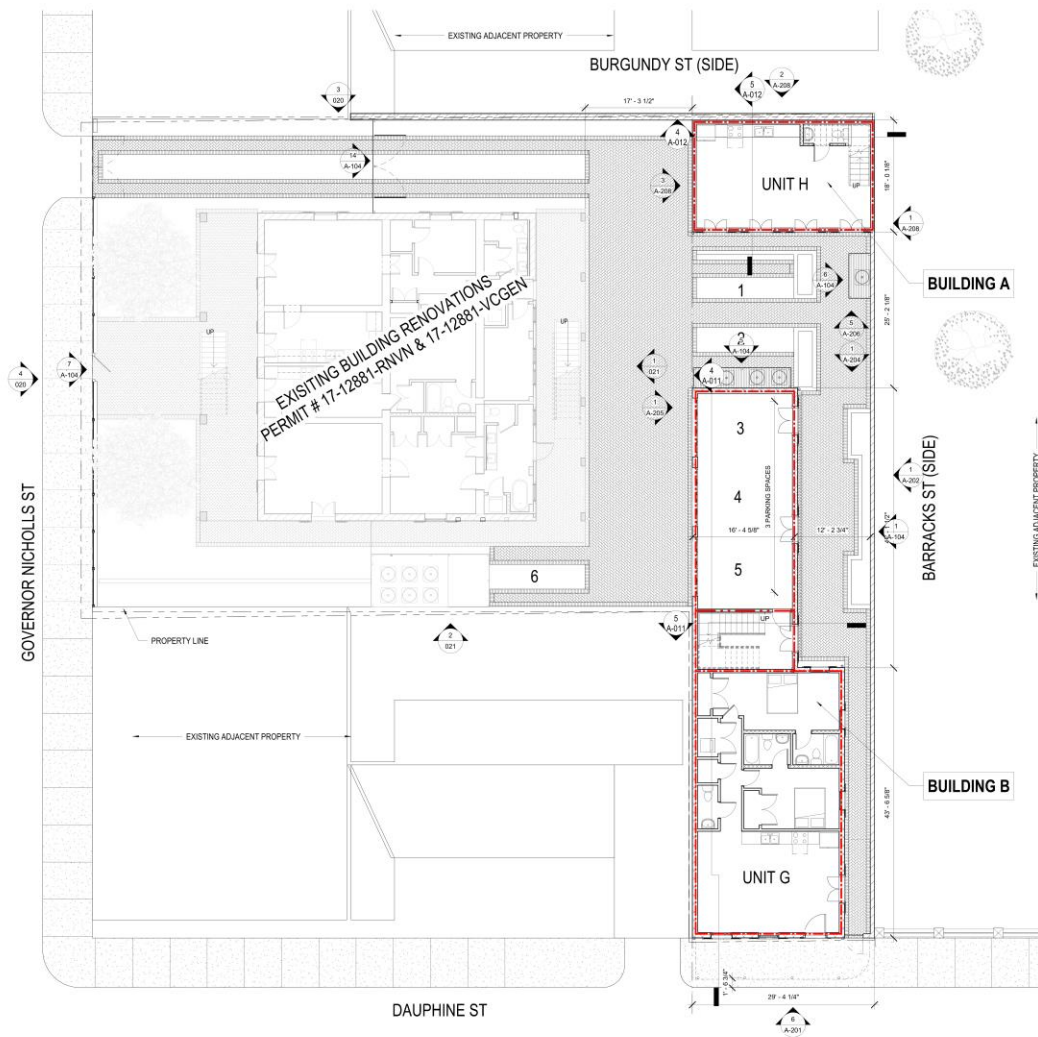 EXISTING ADJACENT PROPERTY
BURGUNDY ST (SIDE)
2
A-208
5
A-012
3
020
17' - 3 1/2"
4
A-012
14
A-104
3
A-208
UNIT H
UP
18' - 0 1/8"
1
A-208
BUILDING A
6
A-104
1
25' - 2 1/8"
5
A-206
1
A-204
2
A-104
EXISITING BUILDING RENOVATIONS
PERMIT # 17-12881-RNVN & 17-12881-VCGEN
UP
UP
7
A-104
4
020
1
021
4
A-011
1
A-205
3
4
5
3 PARKING SPACES
16' - 4 5/8"
12' - 2 3/4"
1
A-202
1
A-104
BARRACKS ST (SIDE)
EXISTING ADJACENT PROPERTY
GOVERNOR NICHOLLS ST
6
PROPERTY LINE
2
021
5
A-011
UP
EXISTING ADJACENT PROPERTY
BUILDING B
43' - 6 5/8"
UNIT G
DAUPHINE ST
1' - 6 3/4"
29' - 4 1/4"
6
A-201